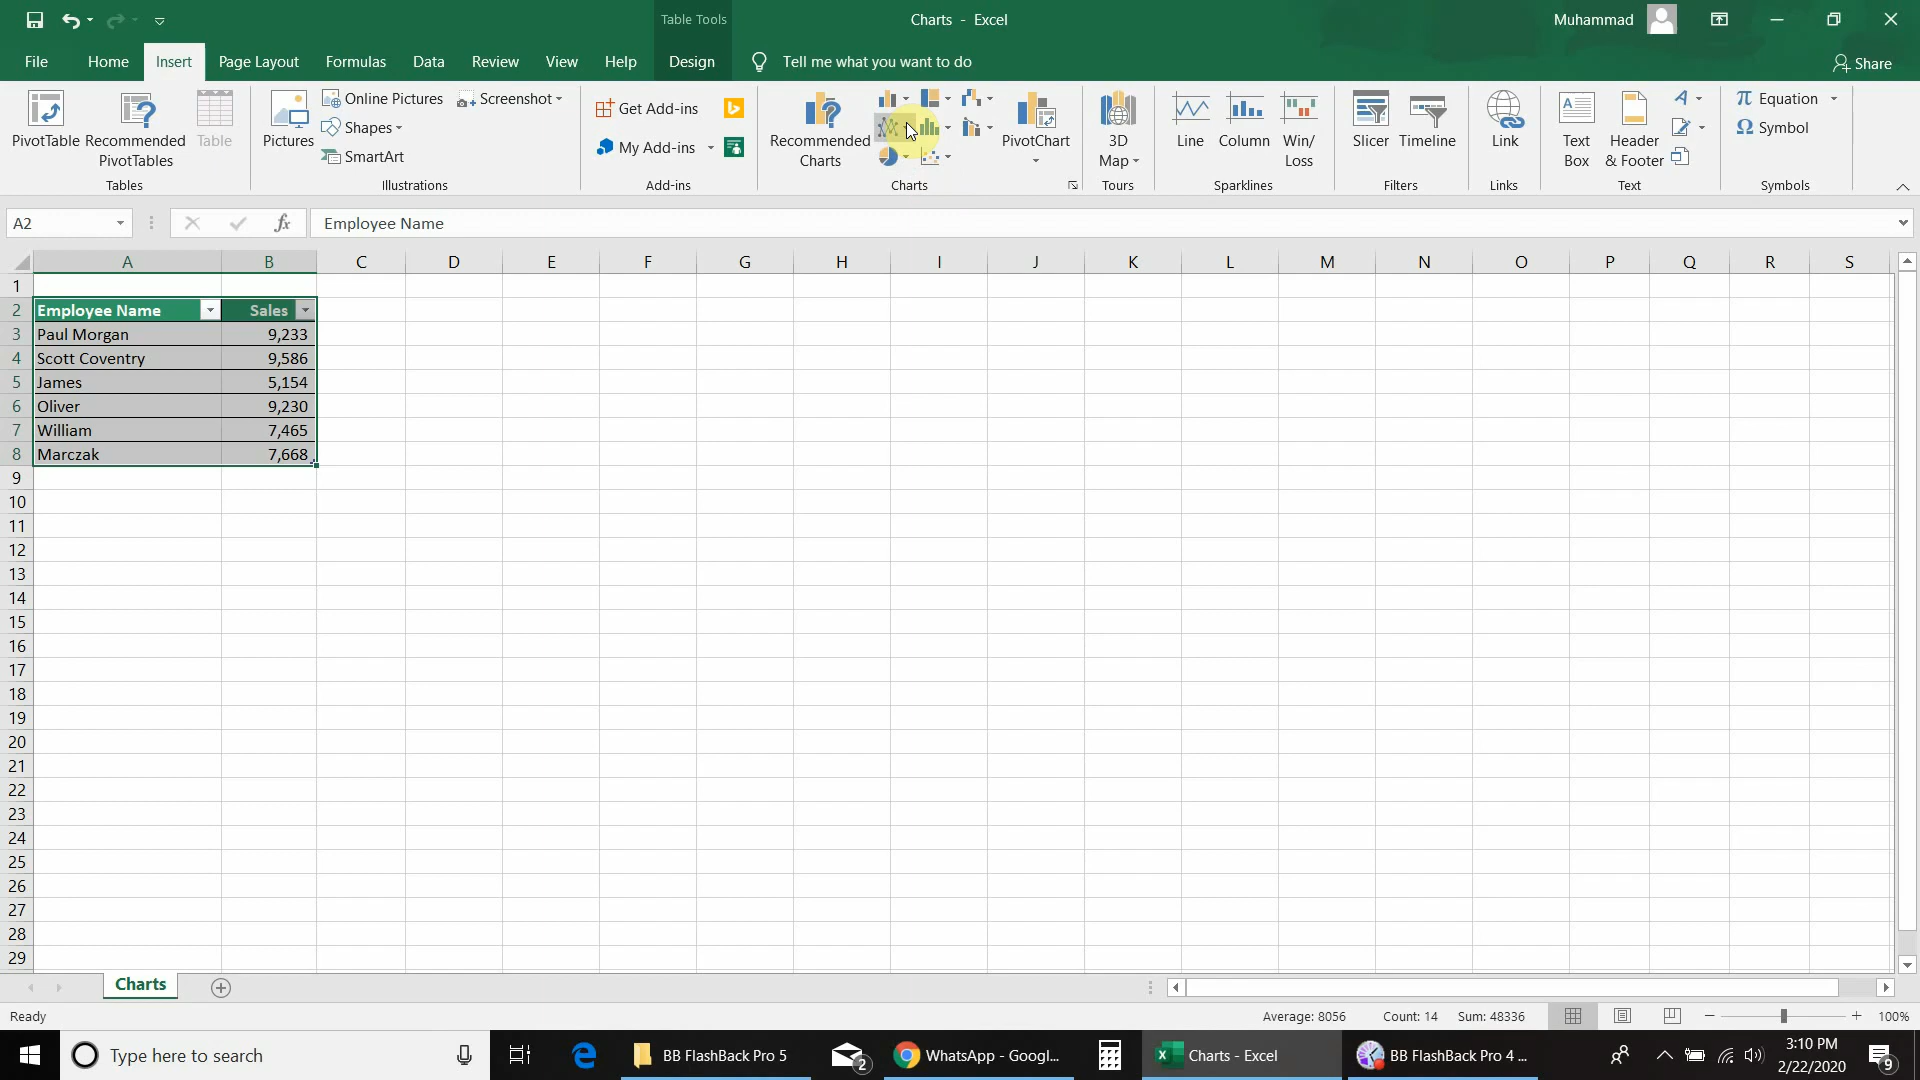 Table Tools
Charts - Excel
Muhammad
File Home Insert Page Layout Formulas Data Review View Help Design Tell me what you want to do Share
PivotTable
Recommended PivotTables
Table
Tables
Pictures
Online Pictures
Shapes
SmartArt
Screenshot
Illustrations
Get Add-ins
My Add-ins
Add-ins
Recommended Charts
PivotChart
Charts
3D Map
Tours
Line
Column
Win/ Loss
Sparklines
Slicer
Timeline
Filters
Link
Links
Text Box
Header & Footer
Text
π Equation
Ω Symbol
Symbols
A2
fx
Employee Name
A B C D E F G H I J K L M N O P Q R S
1
2 Employee Name Sales
3 Paul Morgan 9,233
4 Scott Coventry 9,586
5 James 5,154
6 Oliver 9,230
7 William 7,465
8 Marczak 7,668
9
10
11
12
13
14
15
16
17
18
19
20
21
22
23
24
25
26
27
28
29
Charts
Ready
Average: 8056 Count: 14 Sum: 48336
100%
Type here to search
BB FlashBack Pro 5
2
WhatsApp - Googl...
Charts - Excel
BB FlashBack Pro 4 ...
3:10 PM
2/22/2020
9